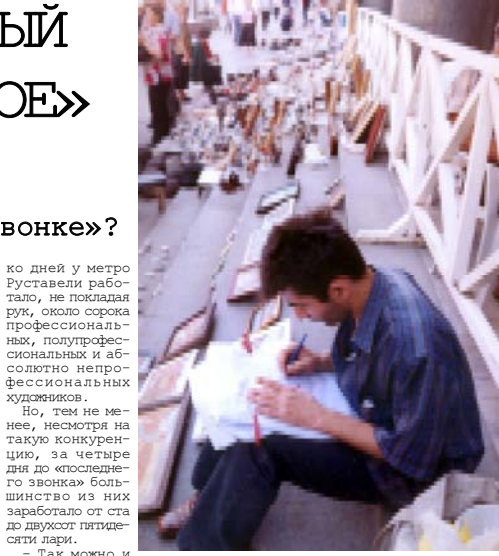 ЫЙ
ОЕ»
вонке»?
ко дней у метро
Руставели рабо-
тало, не покладая
рук, около сорока
профессиональ-
ных, полупрофес-
сиональных и аб-
солютно непро-
фессиональных
художников.
Но, тем не ме-
нее, несмотря на
такую конкурен-
цию, за четыре
дня до «последне-
го звонка» боль-
шинство из них
заработало от ста
до двухсот пятиде-
сяти лари.
– Так можно и